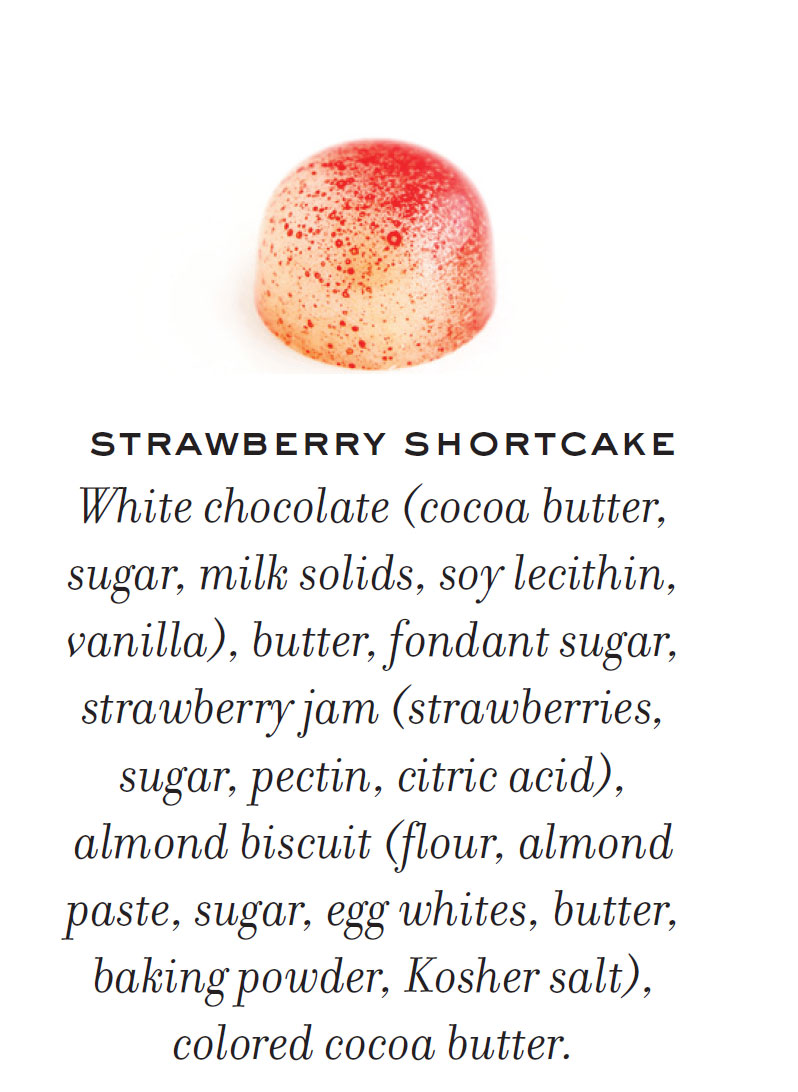 STRAWBERRY SHORTCAKE
White chocolate (cocoa butter,
sugar, milk solids, soy lecithin,
vanilla), butter, fondant sugar,
strawberry jam (strawberries,
sugar, pectin, citric acid),
almond biscuit (flour, almond
paste, sugar, egg whites, butter,
baking powder, Kosher salt),
colored cocoa butter.